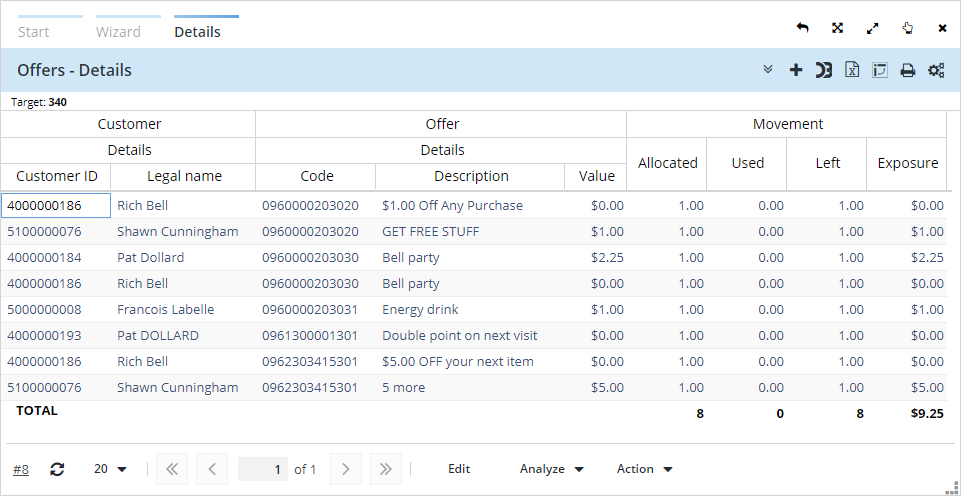 Start Wizard Details
Offers - Details
Target: 340
Customer Offer Movement
Details Details
Allocated Used Left Exposure
Customer ID Legal name Code Description Value
4000000186 Rich Bell 0960000203020 $1.00 Off Any Purchase $0.00 1.00 0.00 1.00 $0.00
5100000076 Shawn Cunningham 0960000203020 GET FREE STUFF $1.00 1.00 0.00 1.00 $1.00
4000000184 Pat Dollard 0960000203030 Bell party $2.25 1.00 0.00 1.00 $2.25
4000000186 Rich Bell 0960000203030 Bell party $0.00 1.00 0.00 1.00 $0.00
5000000008 Francois Labelle 0960000203031 Energy drink $1.00 1.00 0.00 1.00 $1.00
4000000193 Pat DOLLARD 0961300001301 Double point on next visit $0.00 1.00 0.00 1.00 $0.00
4000000186 Rich Bell 0962303415301 $5.00 OFF your next item $0.00 1.00 0.00 1.00 $0.00
5100000076 Shawn Cunningham 0962303415301 5 more $5.00 1.00 0.00 1.00 $5.00
TOTAL 8 0 8 $9.25
#8 20 1 of 1 Edit Analyze Action